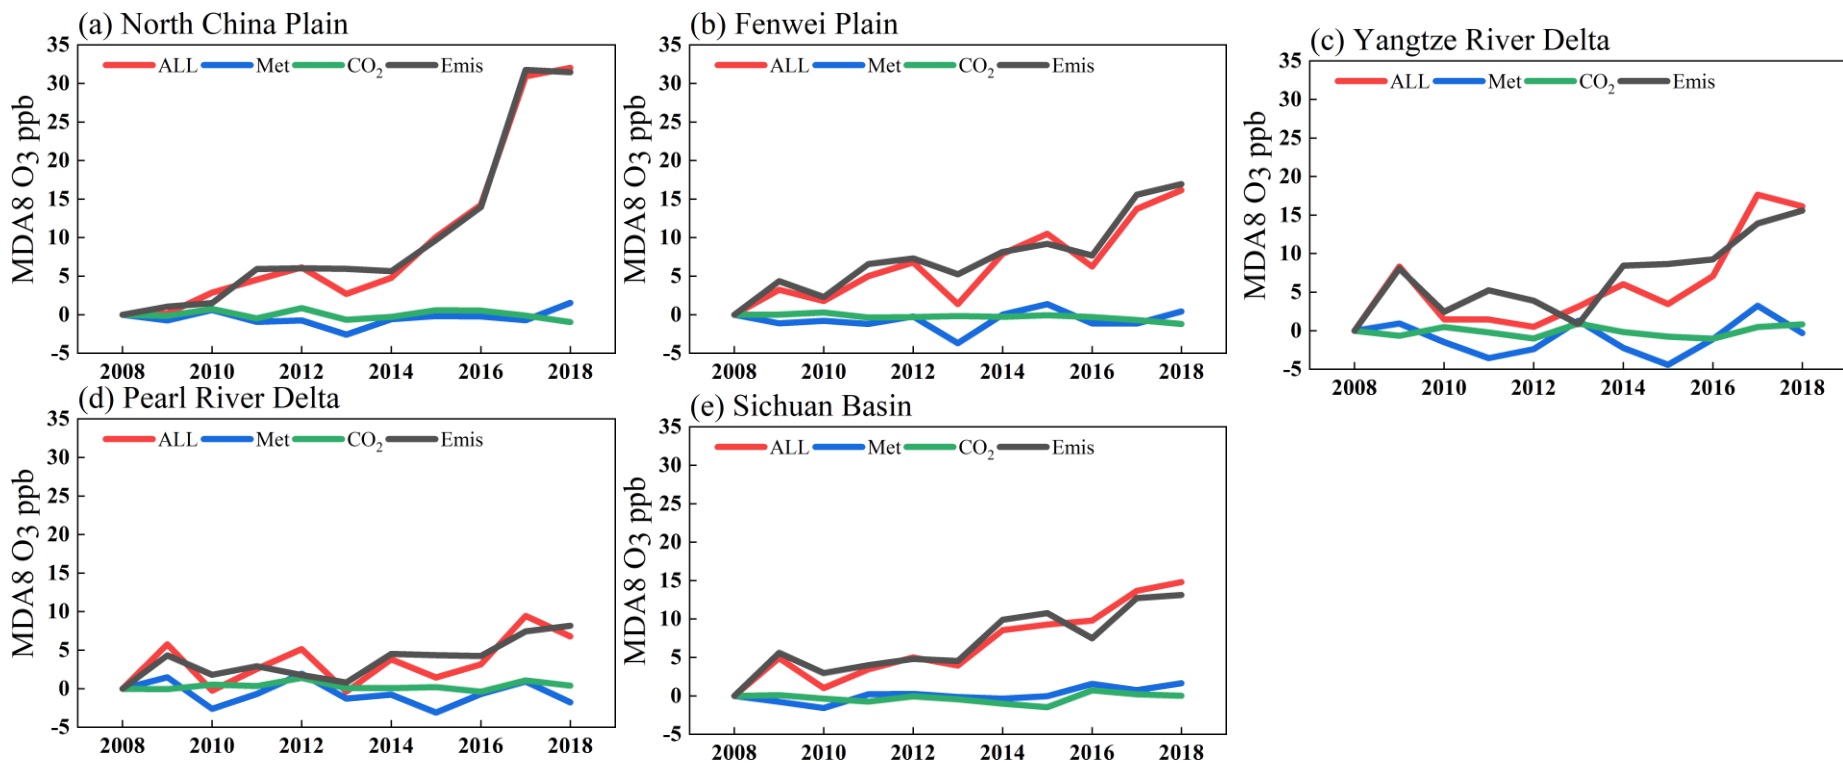 (a) North China Plain
35
30
25
20
15
10
5
0
-5
MDA8 O3 ppb
ALL Met CO2 Emis
2008 2010 2012 2014 2016 2018
(b) Fenwei Plain
35
30
25
20
15
10
5
0
-5
MDA8 O3 ppb
ALL Met CO2 Emis
2008 2010 2012 2014 2016 2018
(c) Yangtze River Delta
35
30
25
20
15
10
5
0
-5
MDA8 O3 ppb
ALL Met CO2 Emis
2008 2010 2012 2014 2016 2018
(d) Pearl River Delta
35
30
25
20
15
10
5
0
-5
MDA8 O3 ppb
ALL Met CO2 Emis
2008 2010 2012 2014 2016 2018
(e) Sichuan Basin
35
30
25
20
15
10
5
0
-5
MDA8 O3 ppb
ALL Met CO2 Emis
2008 2010 2012 2014 2016 2018